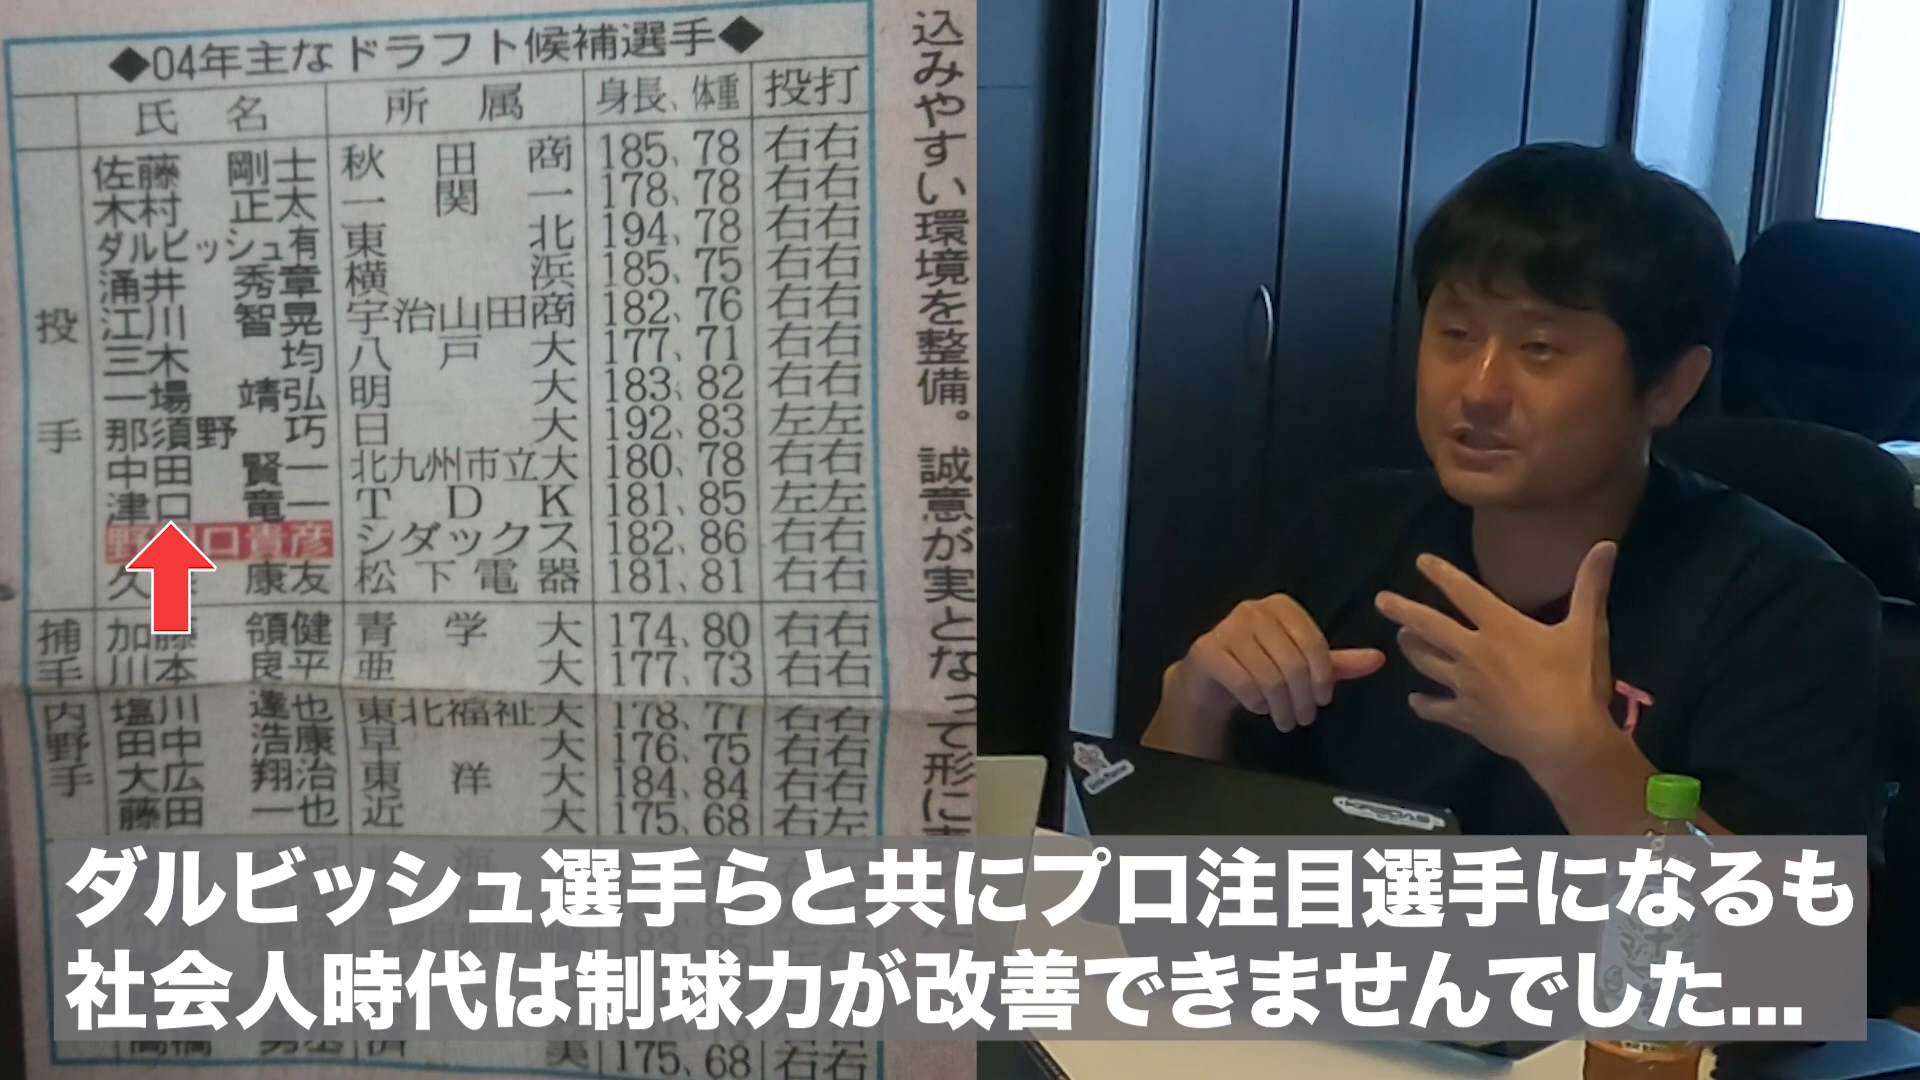 ◆04年主なドラフト候補選手◆
氏名 所属 身長、体重 投打
投手
佐藤剛士 秋田商 185、78 右右
木村正太 一関一 178、78 右右
ダルビッシュ有 東北 194、78 右右
涌井秀章 横浜 185、75 右右
江川智晃 宇治山田商 182、76 右右
三木均 八戸大 177、71 右右
一場靖弘 明大 183、82 右右
那須野巧 日大 192、83 左左
中田賢一 北九州市立大 180、78 右右
津口竜一 TDK 181、85 左左
野口貴彦 シダックス 182、86 右右
久康友 松下電器 181、81 右右
捕手
加藤領健 青学大 174、80 右右
川本良平 亜大 177、73 右右
内野手
塩川達也 東北福祉大 178、77 右右
田中浩康 早大 176、75 右右
大広翔治 東洋大 184、84 右右
藤田一也 近大 175、68 右左
175、68 右右
込みやすい環境を整備。誠意が実となって形に
ダルビッシュ選手らと共にプロ注目選手になるも
社会人時代は制球力が改善できませんでした...